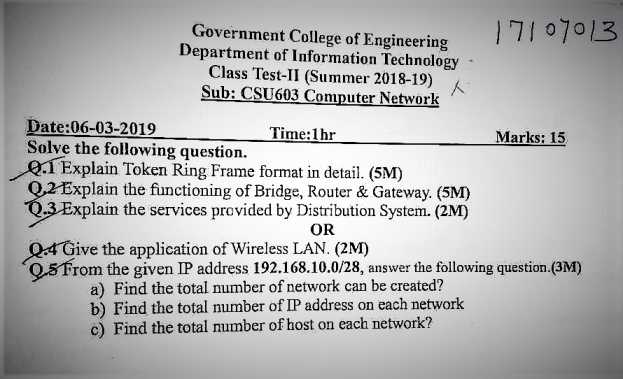 Government College of Engineering
17107013
Department of Information Technology
Class Test-II (Summer 2018-19)
Sub: CSU603 Computer Network
Date:06-03-2019 Time:1hr Marks: 15
Solve the following question.
Q.1 Explain Token Ring Frame format in detail. (5M)
Q.2 Explain the functioning of Bridge, Router & Gateway. (5M)
Q.3 Explain the services provided by Distribution System. (2M)
OR
Q.4 Give the application of Wireless LAN. (2M)
Q.5 From the given IP address 192.168.10.0/28, answer the following question.(3M)
a) Find the total number of network can be created?
b) Find the total number of IP address on each network
c) Find the total number of host on each network?